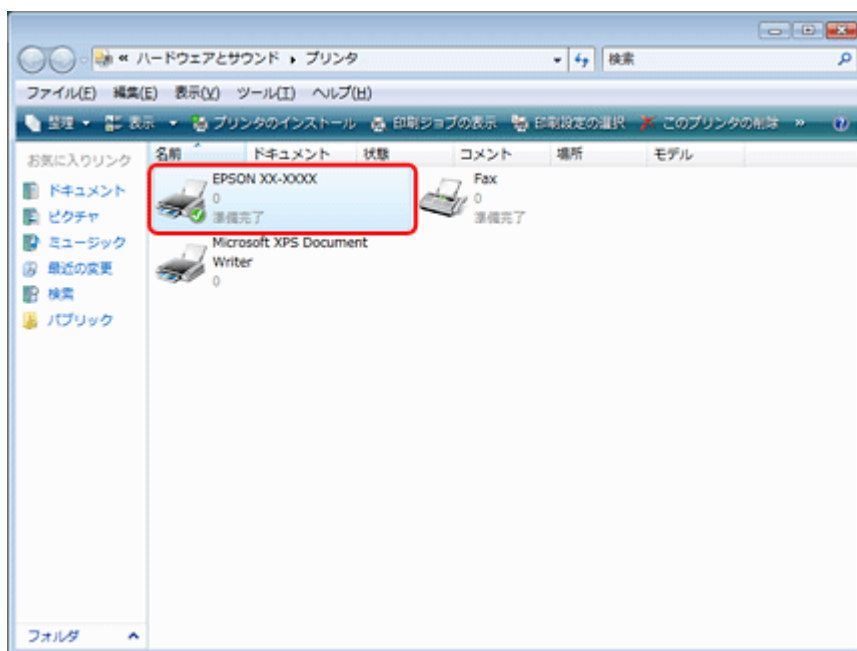 « ハードウェアとサウンド ▸ プリンタ
検索
ファイル(F) 編集(E) 表示(V) ツール(T) ヘルプ(H)
整理 表示 プリンタのインストール 印刷ジョブの表示 印刷設定の選択 このプリンタの削除 »
お気に入りリンク
ドキュメント
ピクチャ
ミュージック
最近の変更
検索
パブリック
フォルダ
名前 ドキュメント 状態 コメント 場所 モデル
EPSON XX-XXXX
0
準備完了
Fax
0
準備完了
Microsoft XPS Document
Writer
0